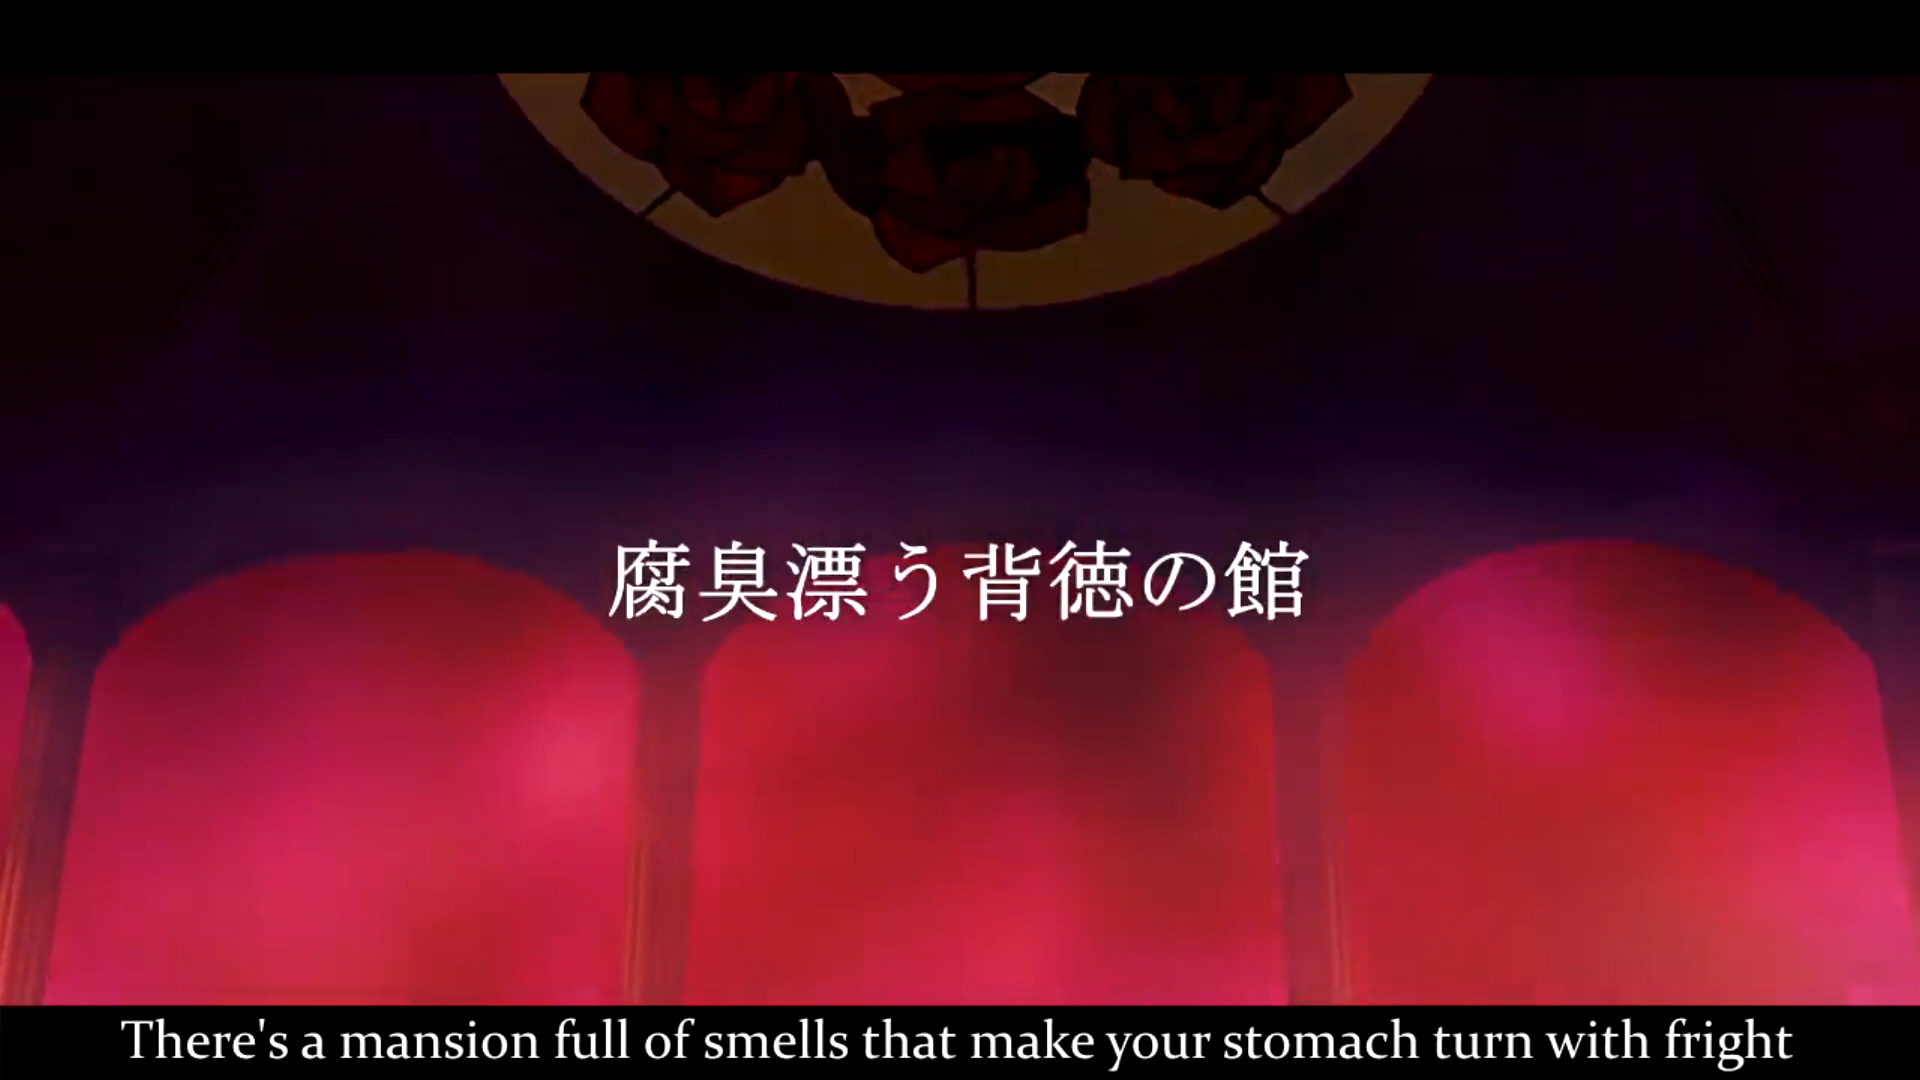 腐臭漂う背徳の館
There's a mansion full of smells that make your stomach turn with fright